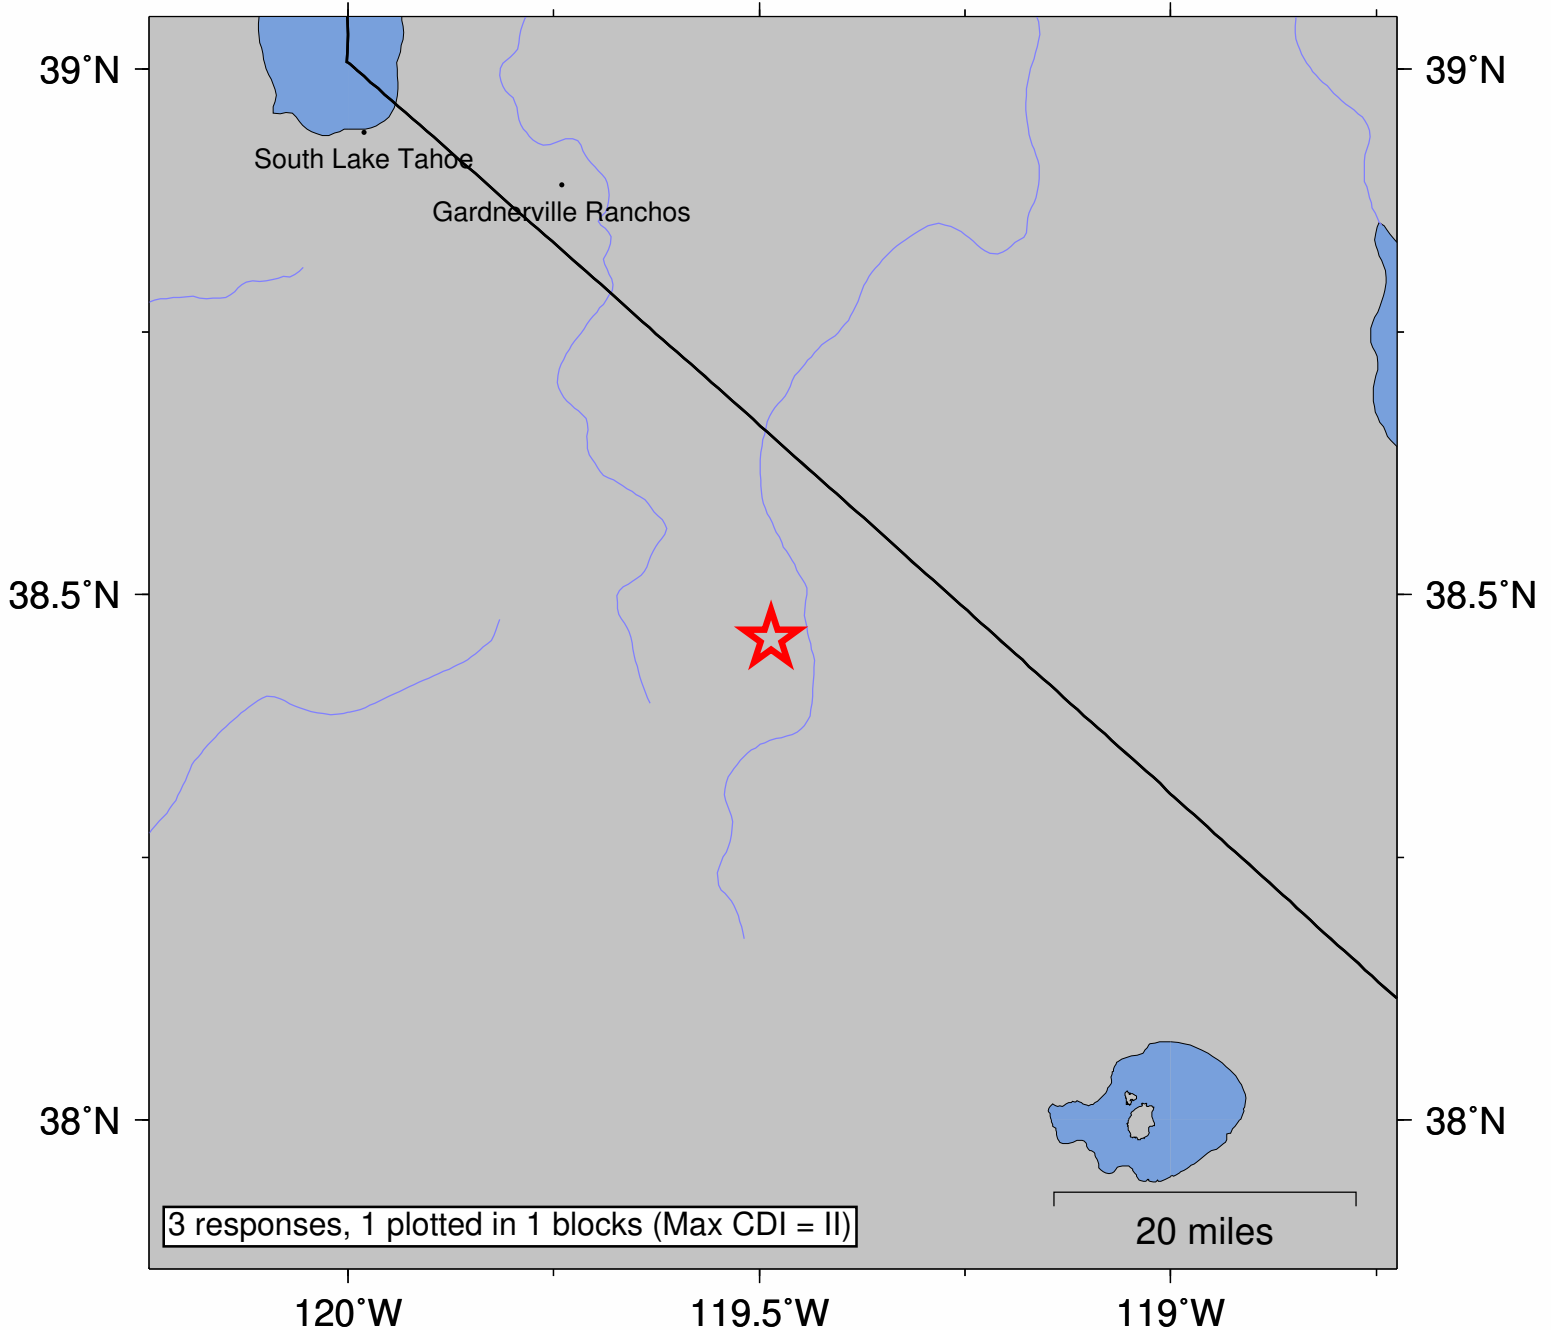 39°N
39°N
South Lake Tahoe
Gardnerville Ranchos
38.5°N
38.5°N
38°N
38°N
3 responses, 1 plotted in 1 blocks (Max CDI = II)
20 miles
120°W
119.5°W
119°W